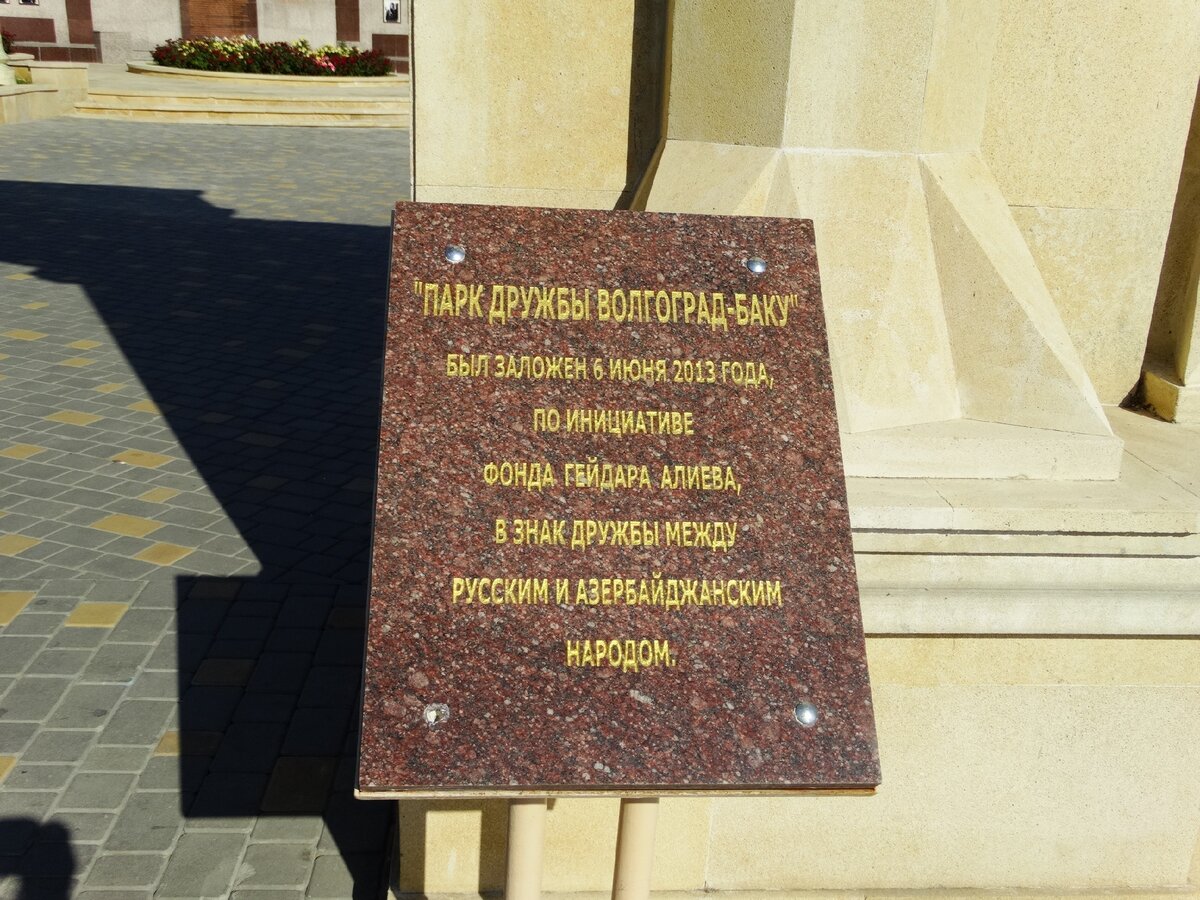 "ПАРК ДРУЖБЫ ВОЛГОГРАД-БАКУ"
БЫЛ ЗАЛОЖЕН 6 ИЮНЯ 2013 ГОДА,
ПО ИНИЦИАТИВЕ
ФОНДА ГЕЙДАРА АЛИЕВА,
В ЗНАК ДРУЖБЫ МЕЖДУ
РУССКИМ И АЗЕРБАЙДЖАНСКИМ
НАРОДОМ.